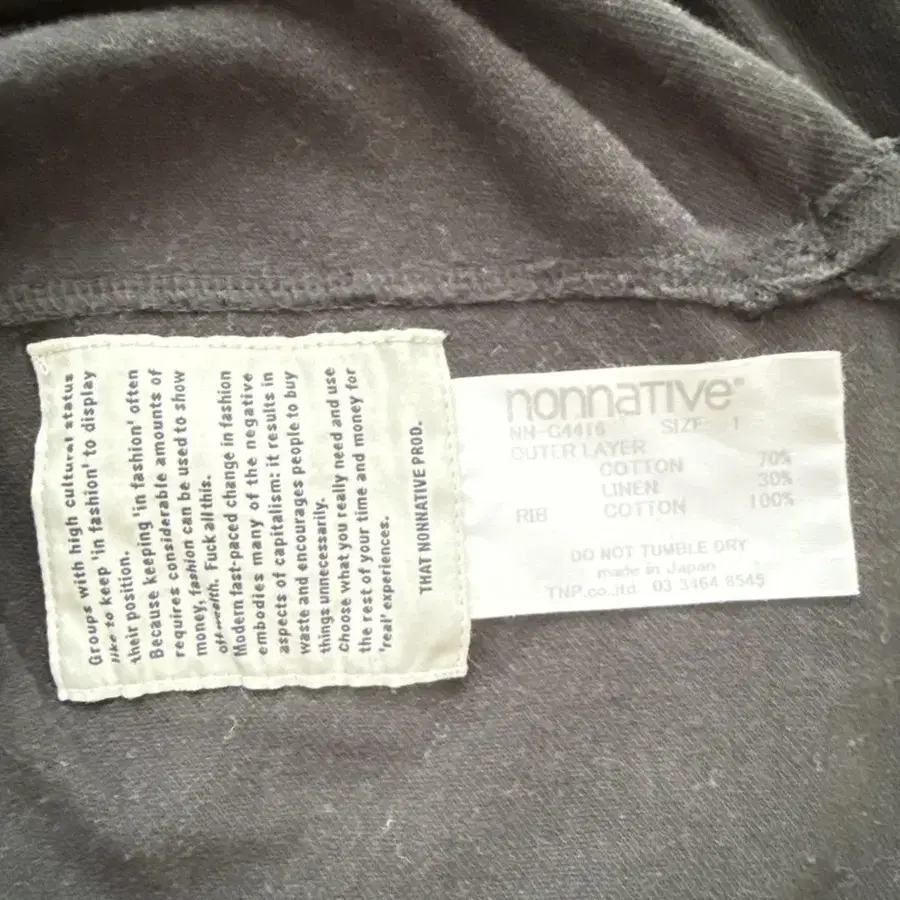 Groups with high cultural status
like to keep 'in fashion' to display
their position.
Because keeping 'in fashion' often
requires considerable amounts of
money, fashion can be used to show
off wealth. Fuck all this.
Modern fast-paced change in fashion
embodies many of the negative
aspects of capitalism: it results in
waste and encourages people to buy
things unnecessarily.
Choose what you really need and use
the rest of your time and money for
'real' experiences.
THAT NONNATIVE PROD.
nonnative
NN-C4416 SIZE 1
OUTER LAYER
COTTON 70%
LINEN 30%
RIB COTTON 100%
DO NOT TUMBLE DRY
made in Japan
TNP.co.,ltd. 03 3464 8545